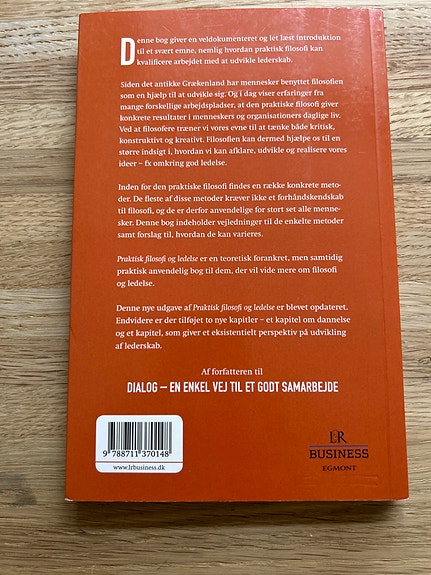 Denne bog giver en veldokumenteret og let læst introduktion
til et svært emne, nemlig hvordan praktisk filosofi kan
kvalificere arbejdet med at udvikle lederskab.
Siden det antikke Grækenland har mennesker benyttet filosofien
som en hjælp til at udvikle sig. Og i dag viser erfaringer fra
mange forskellige arbejdspladser, at den praktiske filosofi giver
konkrete resultater i menneskers og organisationers daglige liv.
Ved at filosofere træner vi vores evne til at tænke både kritisk,
konstruktivt og kreativt. Filosofien kan dermed hjælpe os til en
større indsigt i, hvordan vi kan afklare, udvikle og realisere vores
ideer – fx omkring god ledelse.
Inden for den praktiske filosofi findes en række konkrete meto-
der. De fleste af disse metoder kræver ikke et forhåndskendskab
til filosofi, og de er derfor anvendelige for stort set alle menne-
sker. Denne bog indeholder vejledninger til de enkelte metoder
samt forslag til, hvordan de kan varieres.
Praktisk filosofi og ledelse er en teoretisk forankret, men samtidig
praktisk anvendelig bog til dem, der vil vide mere om filosofi
og ledelse.
Denne nye udgave af Praktisk filosofi og ledelse er blevet opdateret.
Endvidere er der tilføjet to nye kapitler – et kapitel om dannelse
og et kapitel, som giver et eksistentielt perspektiv på udvikling
af lederskab.
Af forfatteren til
DIALOG – EN ENKEL VEJ TIL ET GODT SAMARBEJDE
9 788711 370148
www.lrbusiness.dk
L&R
BUSINESS
EGMONT